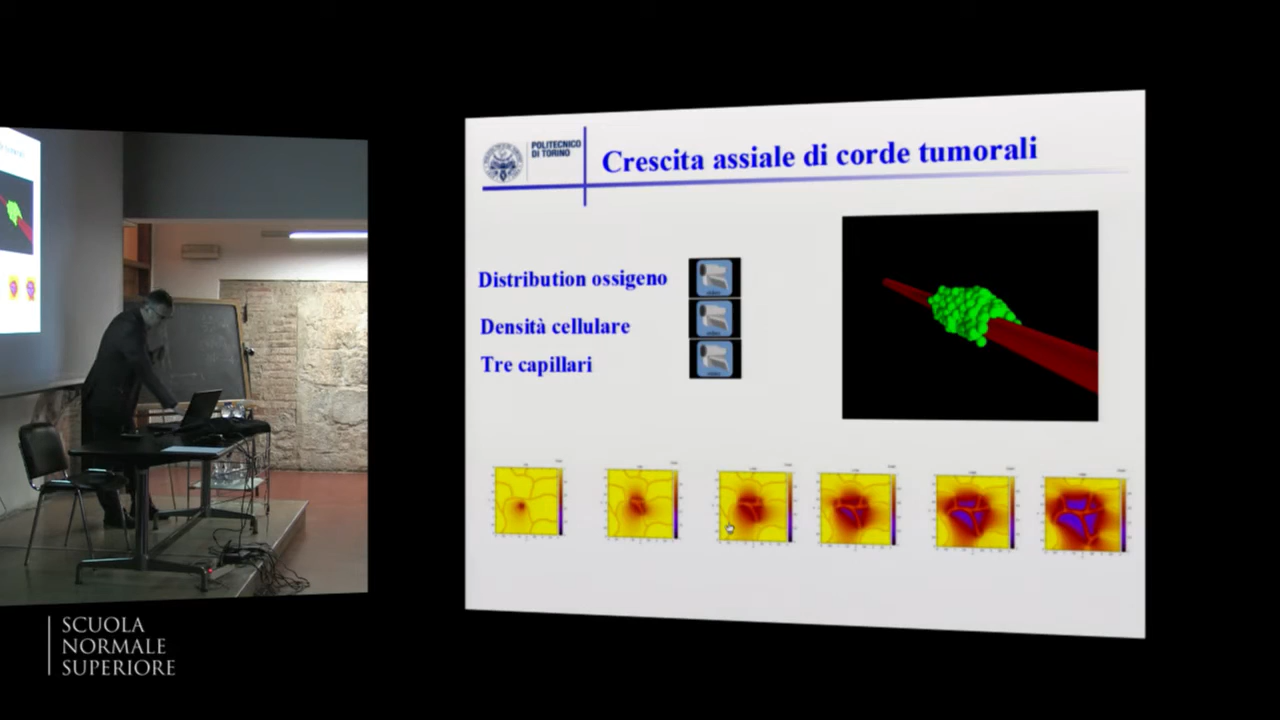 POLITECNICO
DI TORINO
Crescita assiale di corde tumorali
Distribution ossigeno
Densità cellulare
Tre capillari
SCUOLA
NORMALE
SUPERIORE